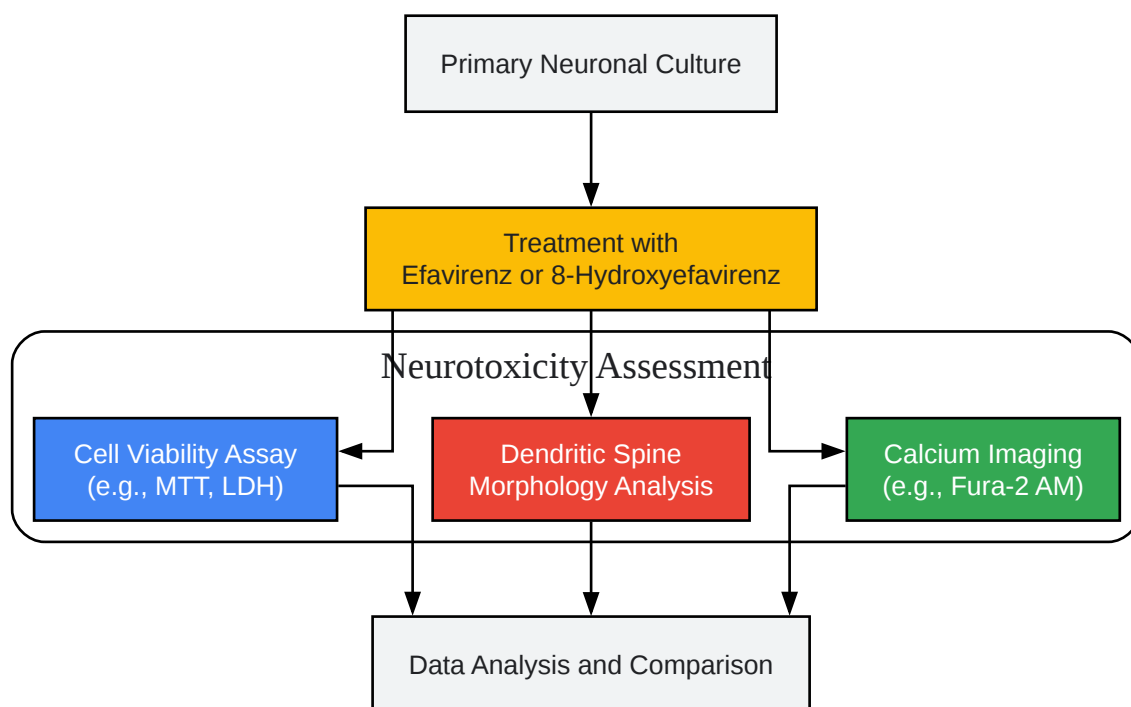 Primary Neuronal Culture
Treatment with
Efavirenz or 8-Hydroxyefavirenz
Neurotoxicity Assessment
Cell Viability Assay
(e.g., MTT, LDH)
Dendritic Spine
Morphology Analysis
Calcium Imaging
(e.g., Fura-2 AM)
Data Analysis and Comparison